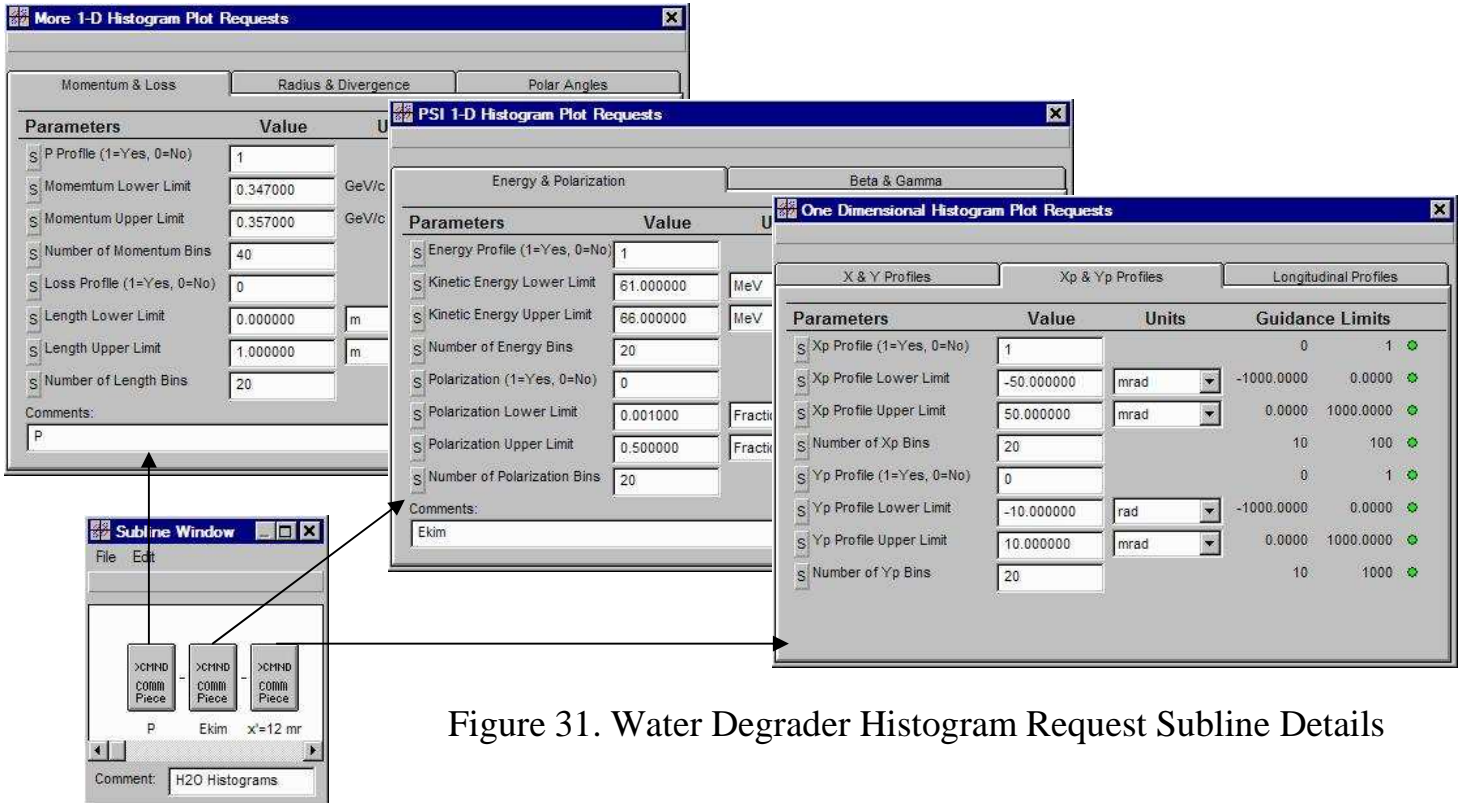 More 1-D Histogram Plot Requests
Momentum & Loss Radius & Divergence Polar Angles
Parameters Value U
S P Profile (1=Yes, 0=No) 1
S Momemtum Lower Limit 0.347000 GeV/c
S Momentum Upper Limit 0.357000 GeV/c
S Number of Momentum Bins 40
S Loss Profile (1=Yes, 0=No) 0
S Length Lower Limit 0.000000 m
S Length Upper Limit 1.000000 m
S Number of Length Bins 20
Comments:
P
PSI 1-D Histogram Plot Requests
Energy & Polarization Beta & Gamma
Parameters Value U
S Energy Profile (1=Yes, 0=No) 1
S Kinetic Energy Lower Limit 61.000000 MeV
S Kinetic Energy Upper Limit 66.000000 MeV
S Number of Energy Bins 20
S Polarization (1=Yes, 0=No) 0
S Polarization Lower Limit 0.001000 Fractio
S Polarization Upper Limit 0.500000 Fractio
S Number of Polarization Bins 20
Comments:
Ekim
One Dimensional Histogram Plot Requests
X & Y Profiles Xp & Yp Profiles Longitudinal Profiles
Parameters Value Units Guidance Limits
S Xp Profile (1=Yes, 0=No) 1 0 1
S Xp Profile Lower Limit -50.000000 mrad -1000.0000 0.0000
S Xp Profile Upper Limit 50.000000 mrad 0.0000 1000.0000
S Number of Xp Bins 20 10 100
S Yp Profile (1=Yes, 0=No) 0 0 1
S Yp Profile Lower Limit -10.000000 rad -1000.0000 0.0000
S Yp Profile Upper Limit 10.000000 mrad 0.0000 1000.0000
S Number of Yp Bins 20 10 1000
Subline Window
File Edit
>CMND >CMND >CMND
COMM COMM COMM
Piece Piece Piece
P Ekim x'=12 mr
Comment: H2O Histograms
Figure 31. Water Degrader Histogram Request Subline Details